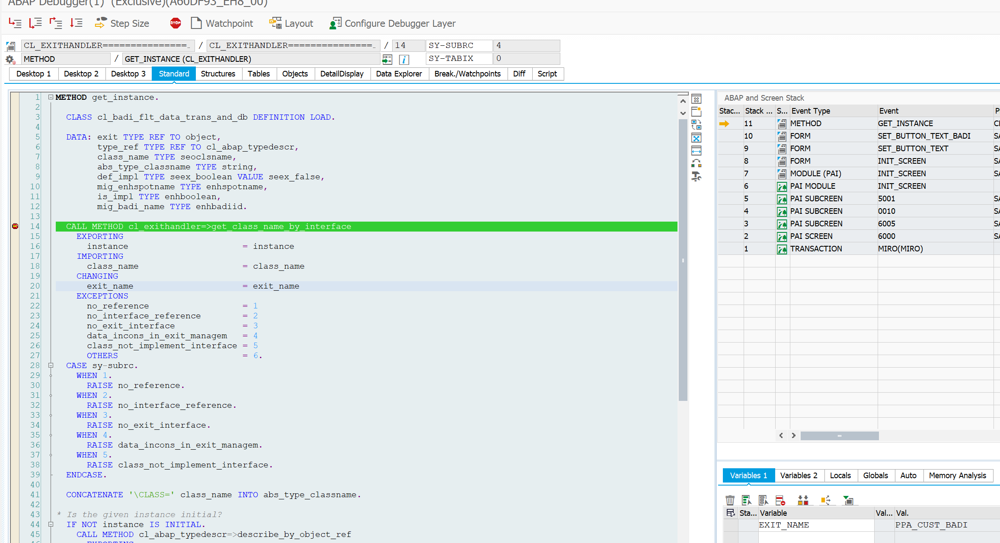 ABAP Debugger(1) (Exclusive)(A60DF93_EH8_00)
Step Size STOP Watchpoint Layout Configure Debugger Layer
CL_EXITHANDLER===============… / CL_EXITHANDLER===============… / 14 SY-SUBRC 4
METHOD / GET_INSTANCE (CL_EXITHANDLER) SY-TABIX 0
Desktop 1 Desktop 2 Desktop 3 Standard Structures Tables Objects DetailDisplay Data Explorer Break./Watchpoints Diff Script
1 METHOD get_instance.
2
3 CLASS cl_badi_flt_data_trans_and_db DEFINITION LOAD.
4
5 DATA: exit TYPE REF TO object,
6 type_ref TYPE REF TO cl_abap_typedescr,
7 class_name TYPE seoclsname,
8 abs_type_classname TYPE string,
9 def_impl TYPE seex_boolean VALUE seex_false,
10 mig_enhspotname TYPE enhspotname,
11 is_impl TYPE enhboolean,
12 mig_badi_name TYPE enhbadiid.
13
14 CALL METHOD cl_exithandler=>get_class_name_by_interface
15 EXPORTING
16 instance = instance
17 IMPORTING
18 class_name = class_name
19 CHANGING
20 exit_name = exit_name
21 EXCEPTIONS
22 no_reference = 1
23 no_interface_reference = 2
24 no_exit_interface = 3
25 data_incons_in_exit_managem = 4
26 class_not_implement_interface = 5
27 OTHERS = 6.
28 CASE sy-subrc.
29 WHEN 1.
30 RAISE no_reference.
31 WHEN 2.
32 RAISE no_interface_reference.
33 WHEN 3.
34 RAISE no_exit_interface.
35 WHEN 4.
36 RAISE data_incons_in_exit_managem.
37 WHEN 5.
38 RAISE class_not_implement_interface.
39 ENDCASE.
40
41 CONCATENATE '\CLASS=' class_name INTO abs_type_classname.
42
43 * Is the given instance initial?
44 IF NOT instance IS INITIAL.
45 CALL METHOD cl_abap_typedescr=>describe_by_object_ref
EXPORTING
ABAP and Screen Stack
Stac... Stack ... S... Event Type Event
11 METHOD GET_INSTANCE
10 FORM SET_BUTTON_TEXT_BADI
9 FORM SET_BUTTON_TEXT
8 FORM INIT_SCREEN
7 MODULE (PAI) INIT_SCREEN
6 PAI MODULE INIT_SCREEN
5 PAI SUBCREEN 5001
4 PAI SUBCREEN 0010
3 PAI SUBCREEN 6005
2 PAI SCREEN 6000
1 TRANSACTION MIRO(MIRO)
Variables 1 Variables 2 Locals Globals Auto Memory Analysis
Sta... Variable Val... Val.
EXIT_NAME PPA_CUST_BADI